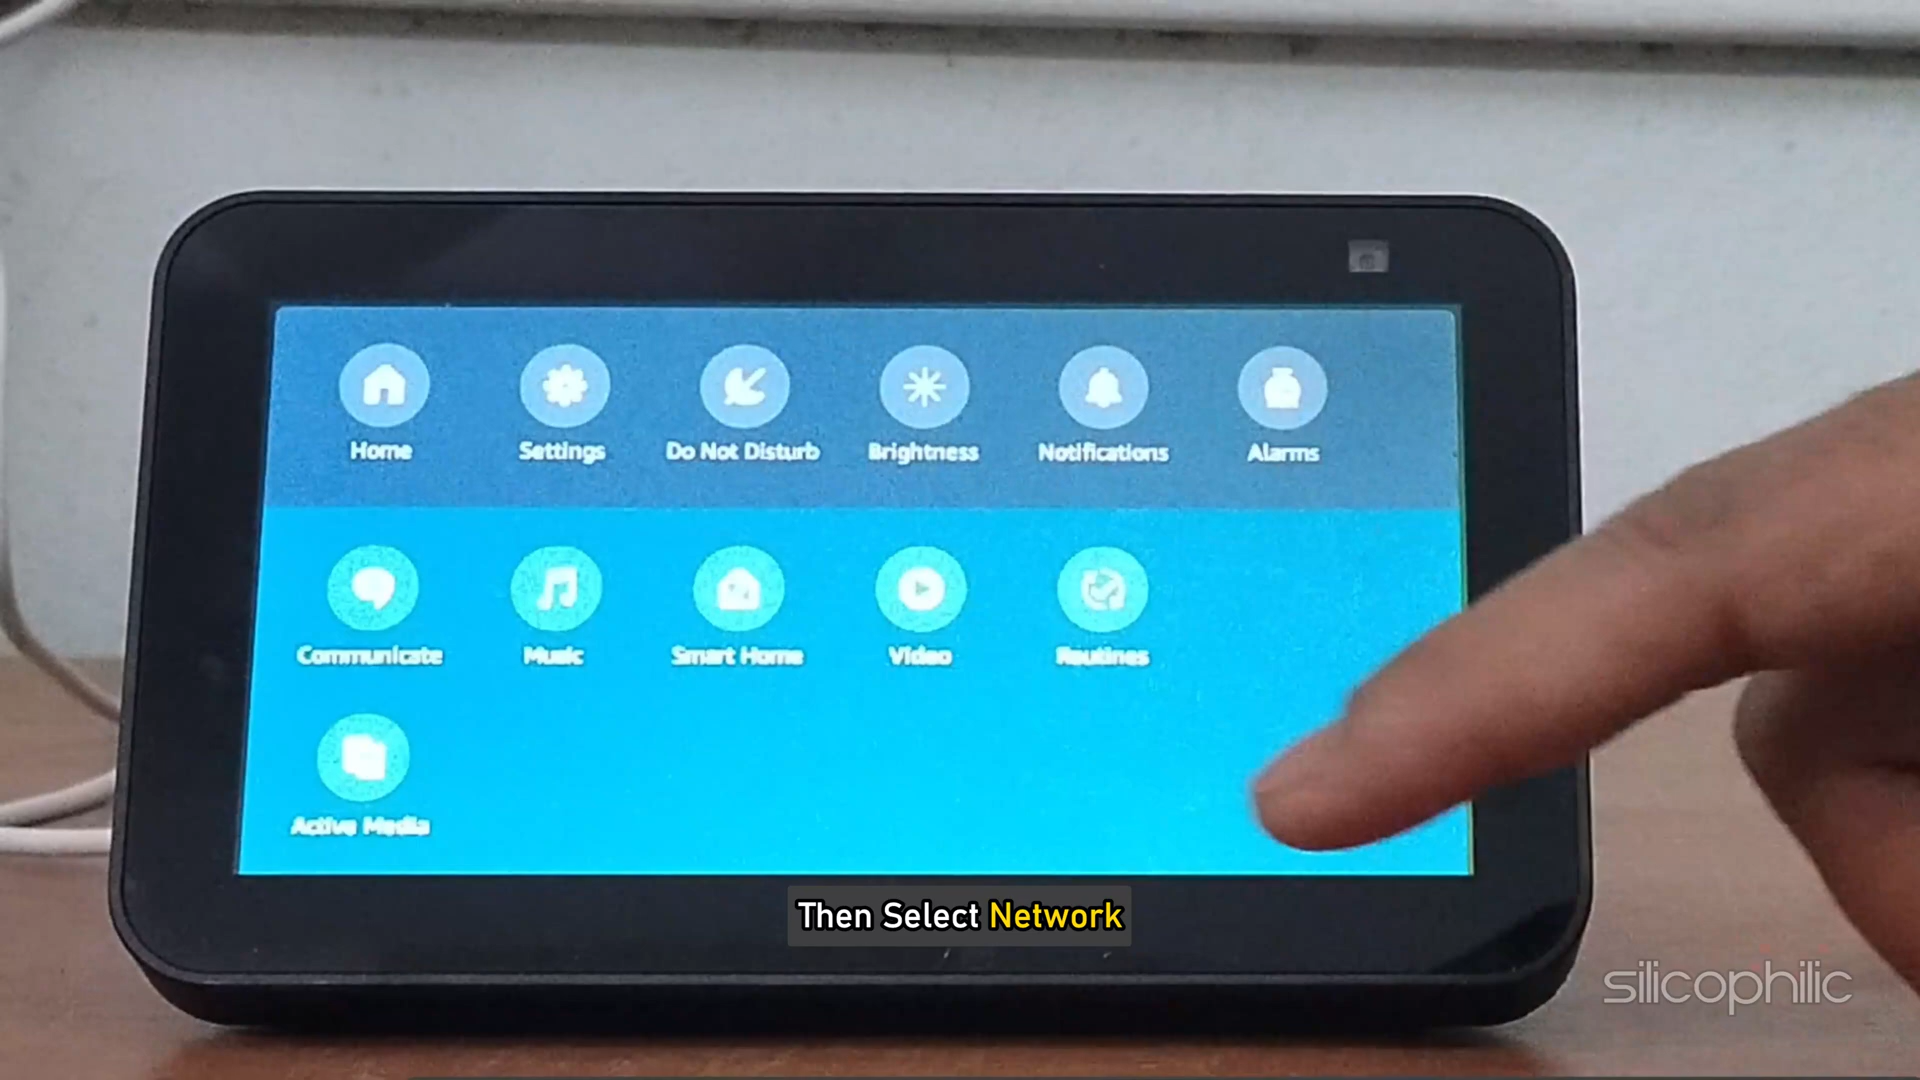 Home Settings Do Not Disturb Brightness Notifications Alarms
Communicate Music Smart Home Video Routines
Active Media
Then Select Network
silicophilic